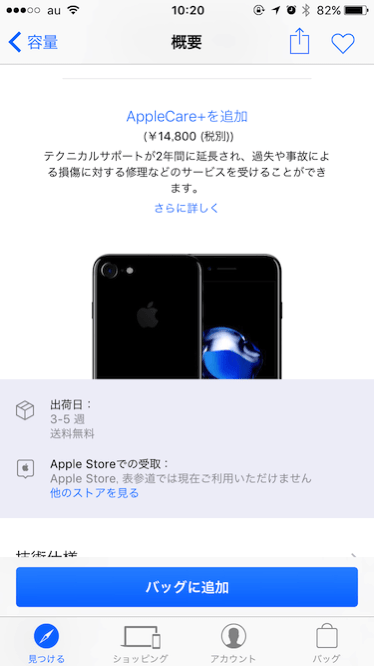 au 10:20 82%
容量 概要
AppleCare+を追加
(¥14,800 (税別))
テクニカルサポートが2年間に延長され、過失や事故によ
る損傷に対する修理などのサービスを受けることができ
ます。
さらに詳しく
出荷日：
3-5 週
送料無料
Apple Storeでの受取：
Apple Store, 表参道では現在ご利用いただけません
他のストアを見る
技術仕様
バッグに追加
見つける ショッピング アカウント バッグ